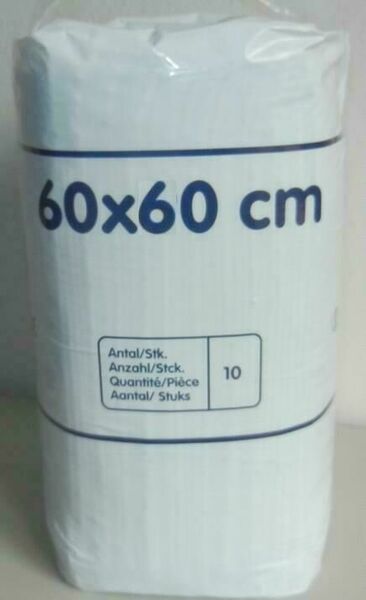 60x60 cm
Antal/Stk.
Anzahl/Stck.
Quantité/Pièce
Aantal/ Stuks
10